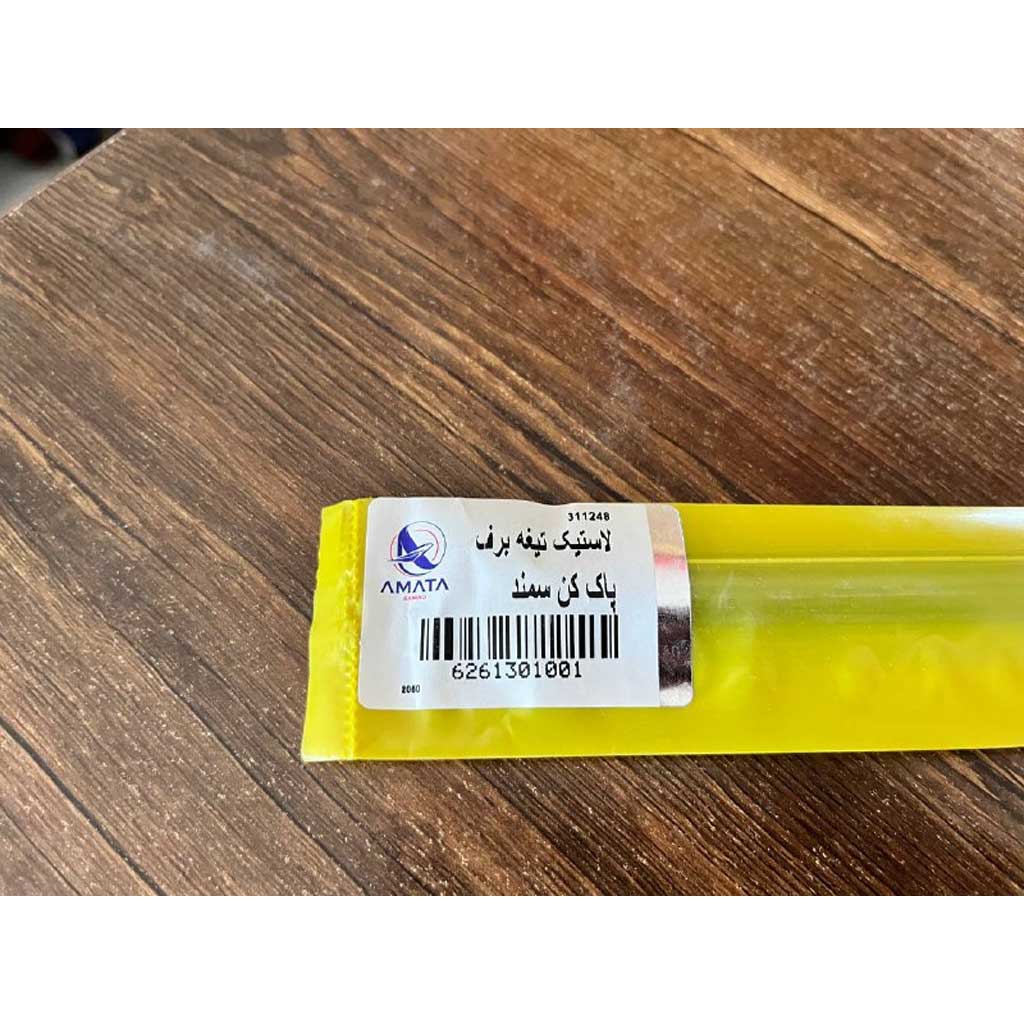 311248
لاستیک تیغه برف
پاک کن سمند
AMATA
6261301001
2080